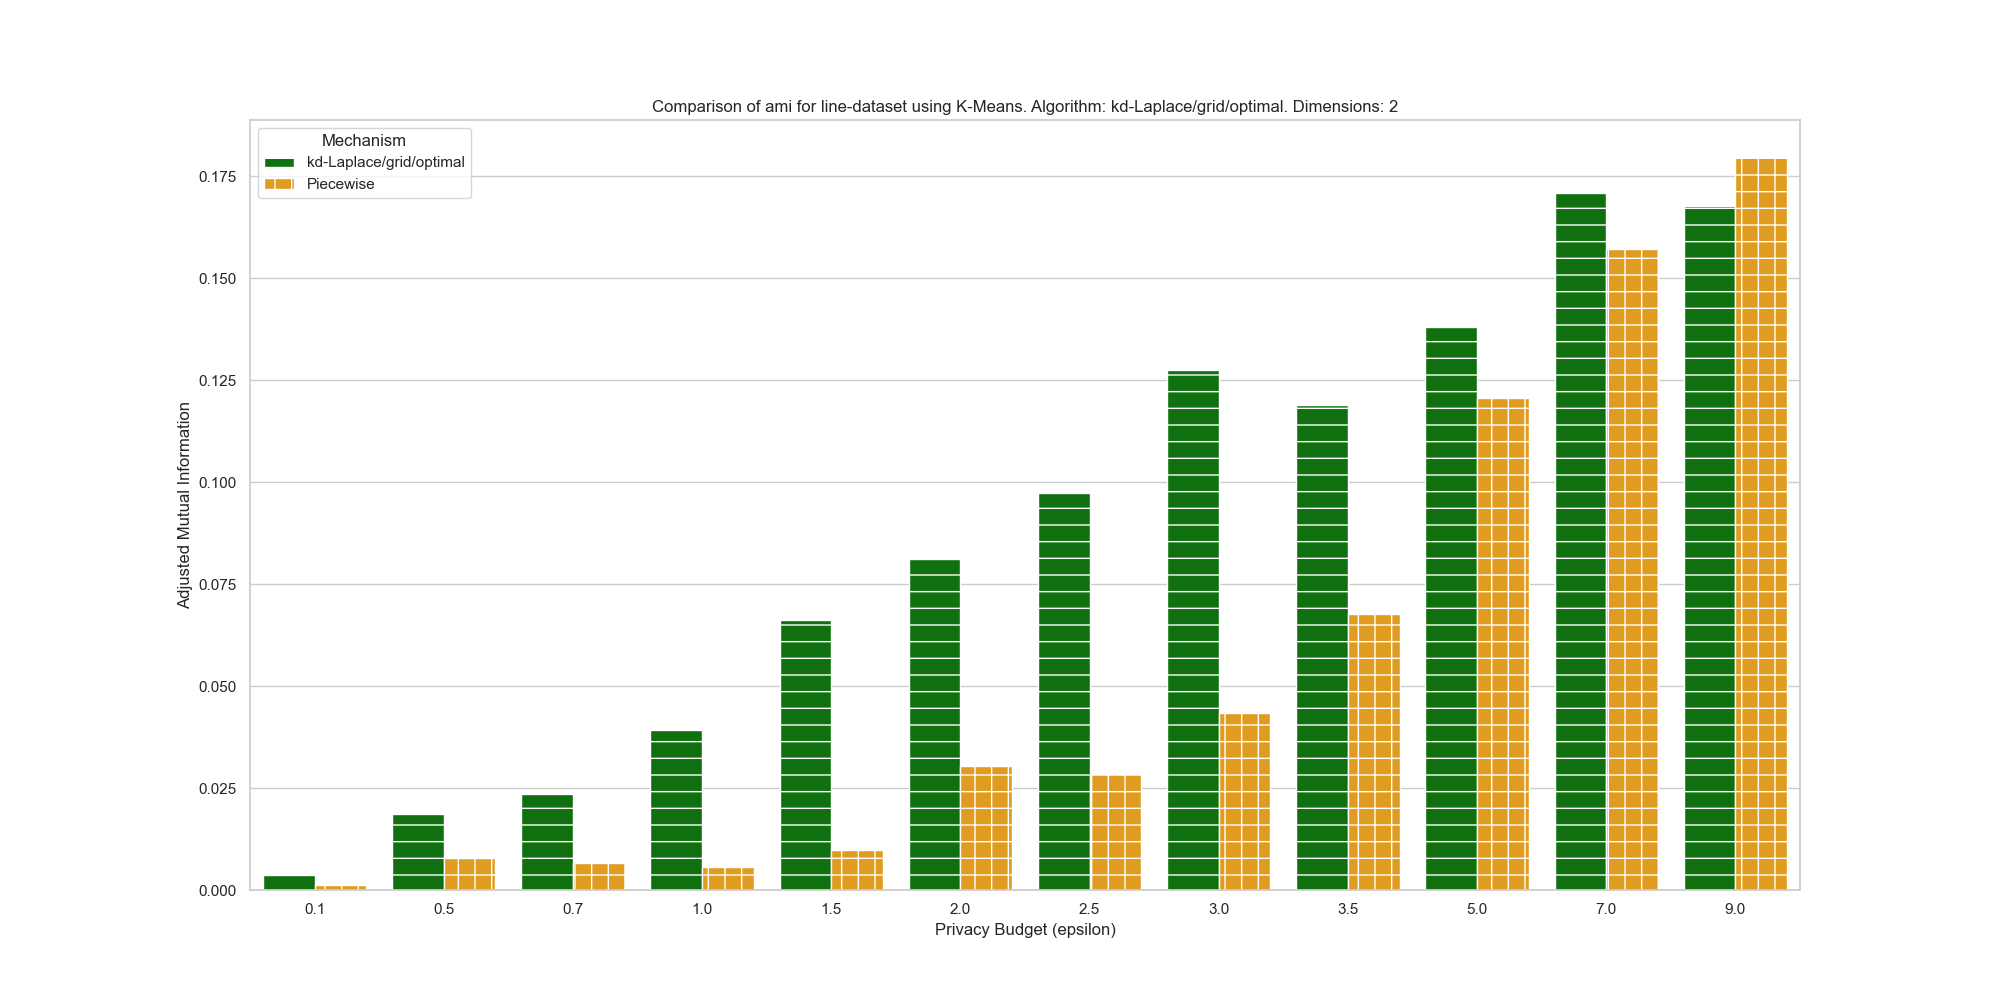 Comparison of ami for line-dataset using K-Means. Algorithm: kd-Laplace/grid/optimal. Dimensions: 2
Mechanism
kd-Laplace/grid/optimal
Piecewise
Adjusted Mutual Information
0.175
0.150
0.125
0.100
0.075
0.050
0.025
0.000
0.1 0.5 0.7 1.0 1.5 2.0 2.5 3.0 3.5 5.0 7.0 9.0
Privacy Budget (epsilon)